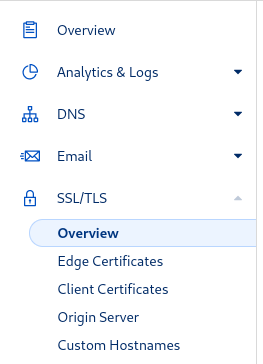 Overview
Analytics & Logs
DNS
Email
SSL/TLS
Overview
Edge Certificates
Client Certificates
Origin Server
Custom Hostnames